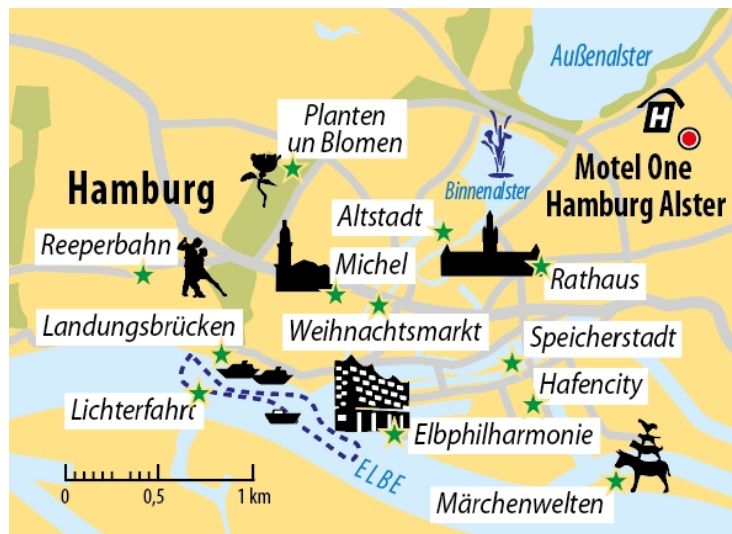 Außenalster
Planten
un Blomen
H
Motel One
Hamburg Alster
Hamburg
Binnenalster
Altstadt
Reeperbahn
Michel
Rathaus
Landungsbrücken
Weihnachtsmarkt
Speicherstadt
Hafencity
Lichterfahrt
Elbphilharmonie
ELBE
Märchenwelten
0 0,5 1 km